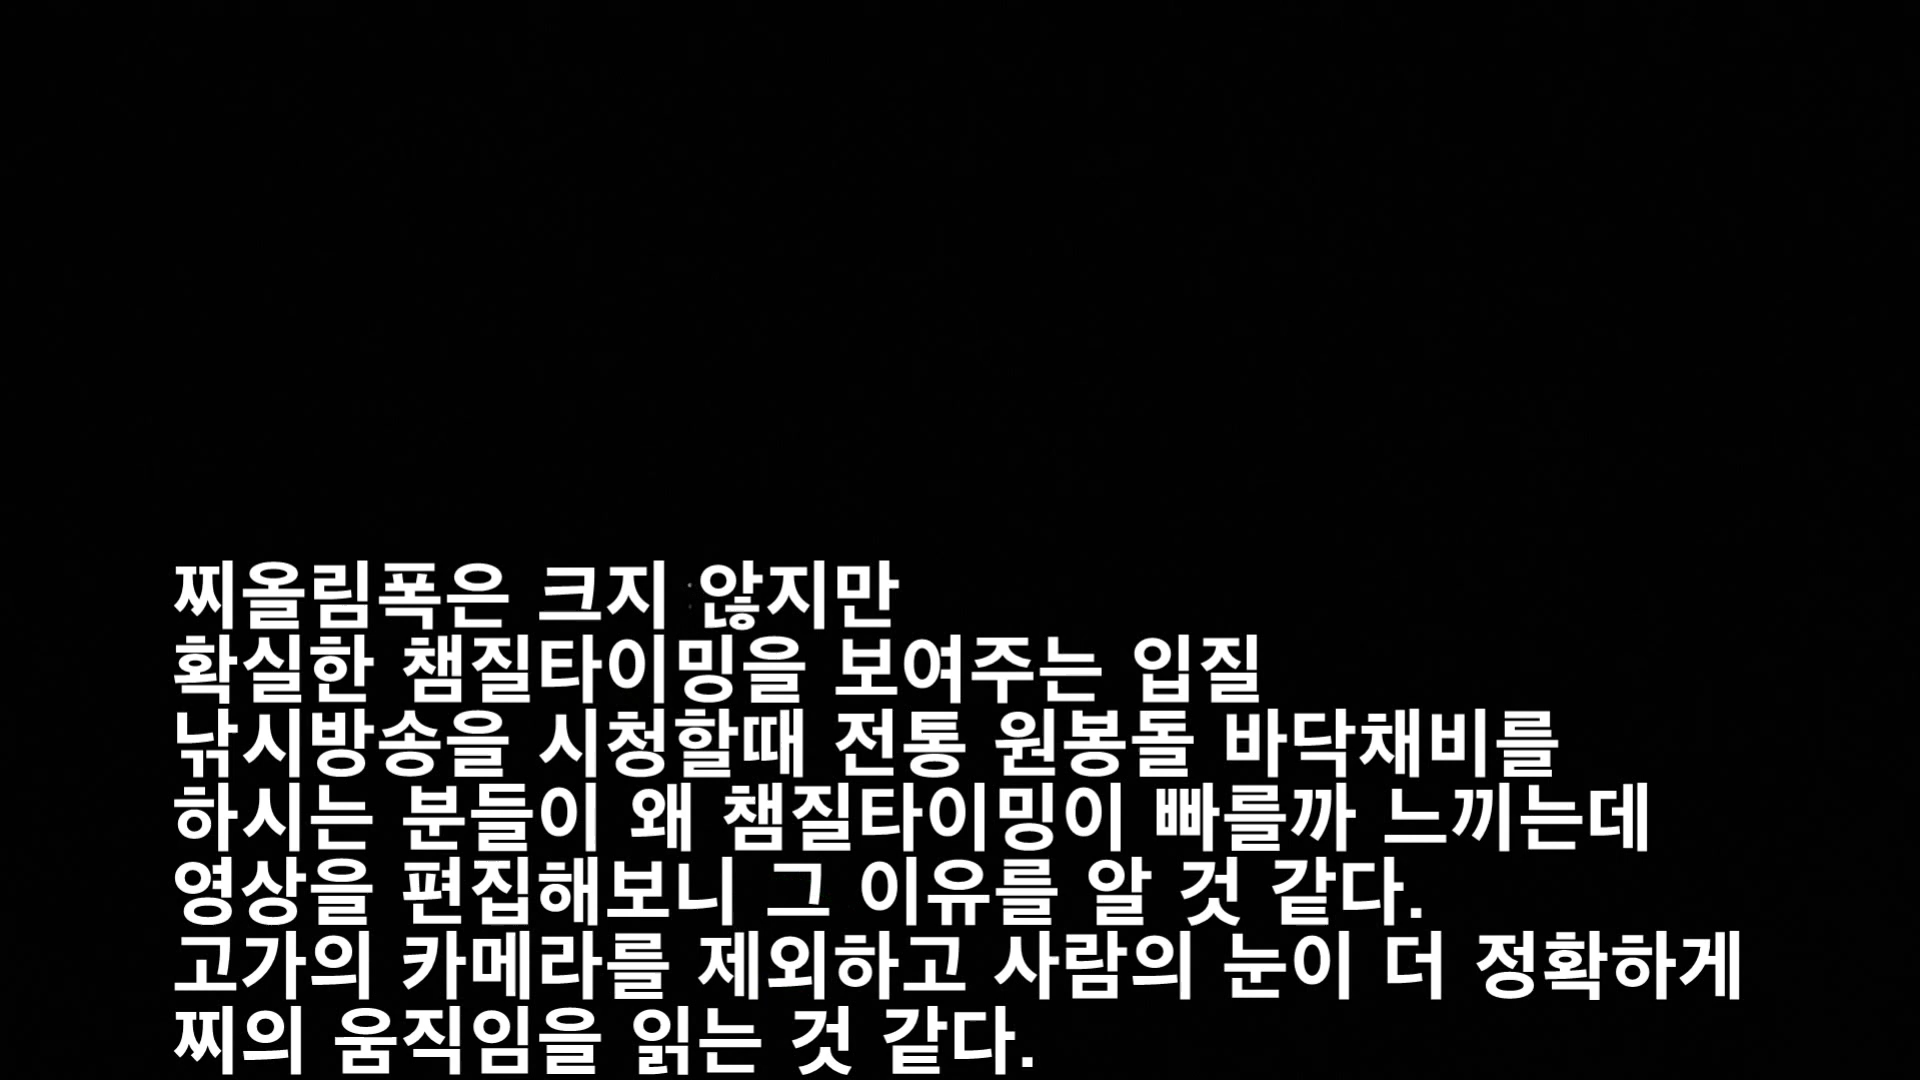 찌올림폭은 크지 않지만
확실한 챔질타이밍을 보여주는 입질
낚시방송을 시청할때 전통 원봉돌 바닥채비를
하시는 분들이 왜 챔질타이밍이 빠를까 느끼는데
영상을 편집해보니 그 이유를 알 것 같다.
고가의 카메라를 제외하고 사람의 눈이 더 정확하게
찌의 움직임을 읽는 것 같다.